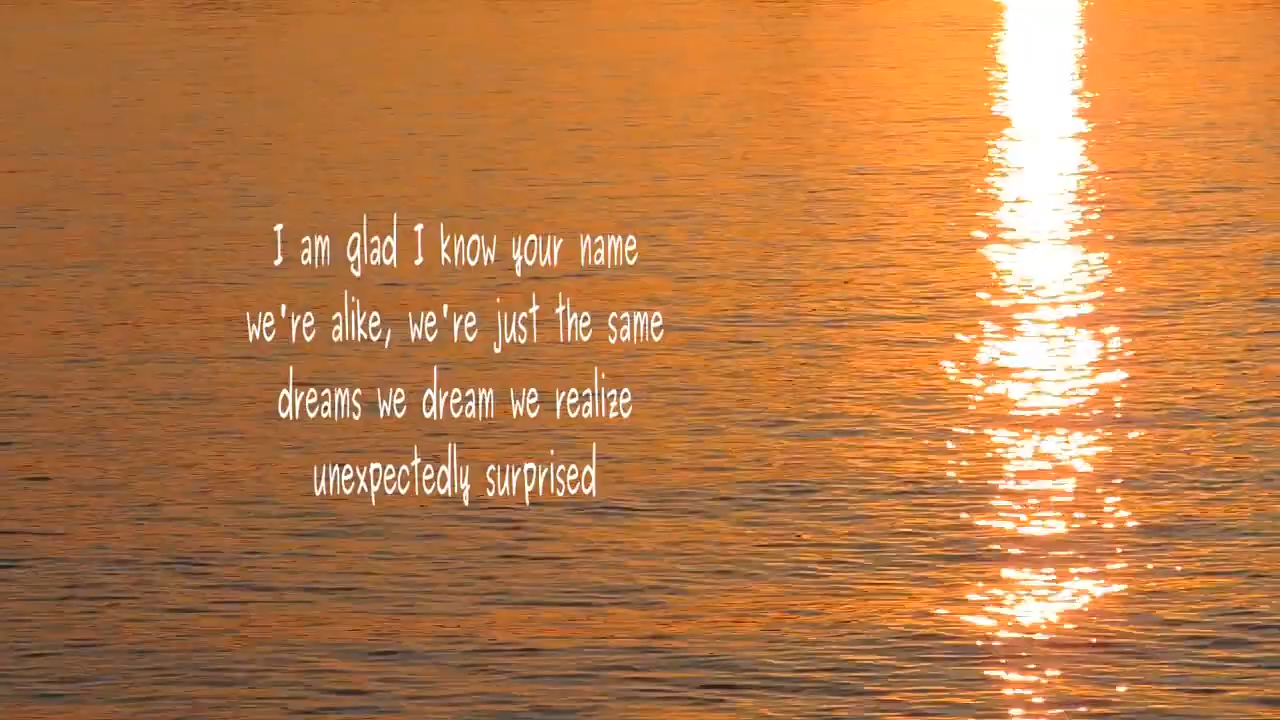 I am glad I know your name
we're alike, we're just the same
dreams we dream we realize
unexpectedly surprised